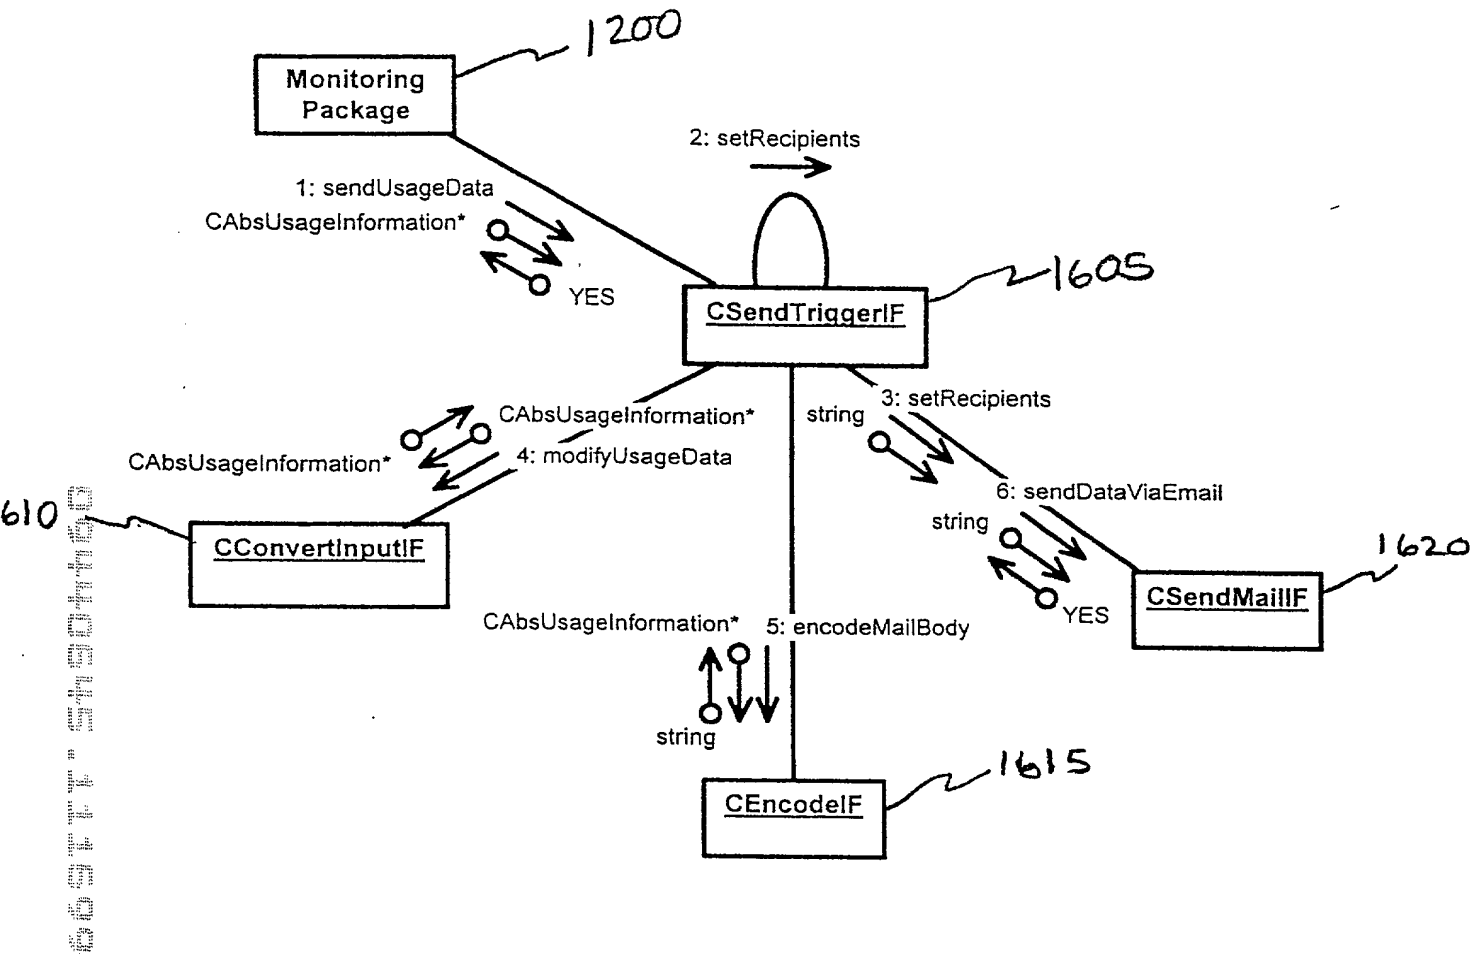 1200
Monitoring
Package
2: setRecipients
1: sendUsageData
CAbsUsageInformation*
YES
1605
CSendTriggerIF
3: setRecipients
string
CAbsUsageInformation*
4: modifyUsageData
CAbsUsageInformation*
6: sendDataViaEmail
string
610
CConvertInputIF
1620
CSendMailIF
YES
CAbsUsageInformation*
5: encodeMailBody
string
1615
CEncodeIF